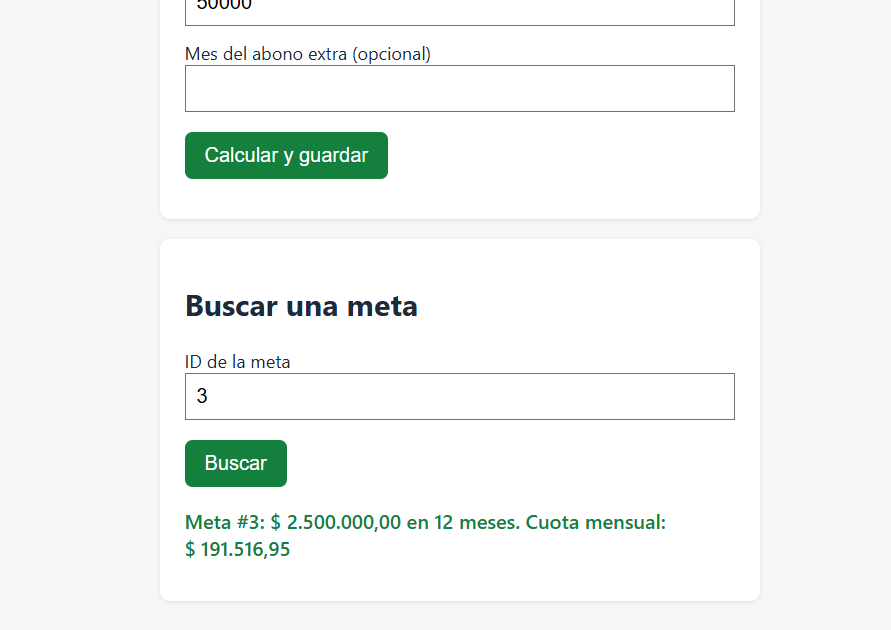 50000
Mes del abono extra (opcional)
Calcular y guardar
Buscar una meta
ID de la meta
3
Buscar
Meta #3: $ 2.500.000,00 en 12 meses. Cuota mensual:
$ 191.516,95